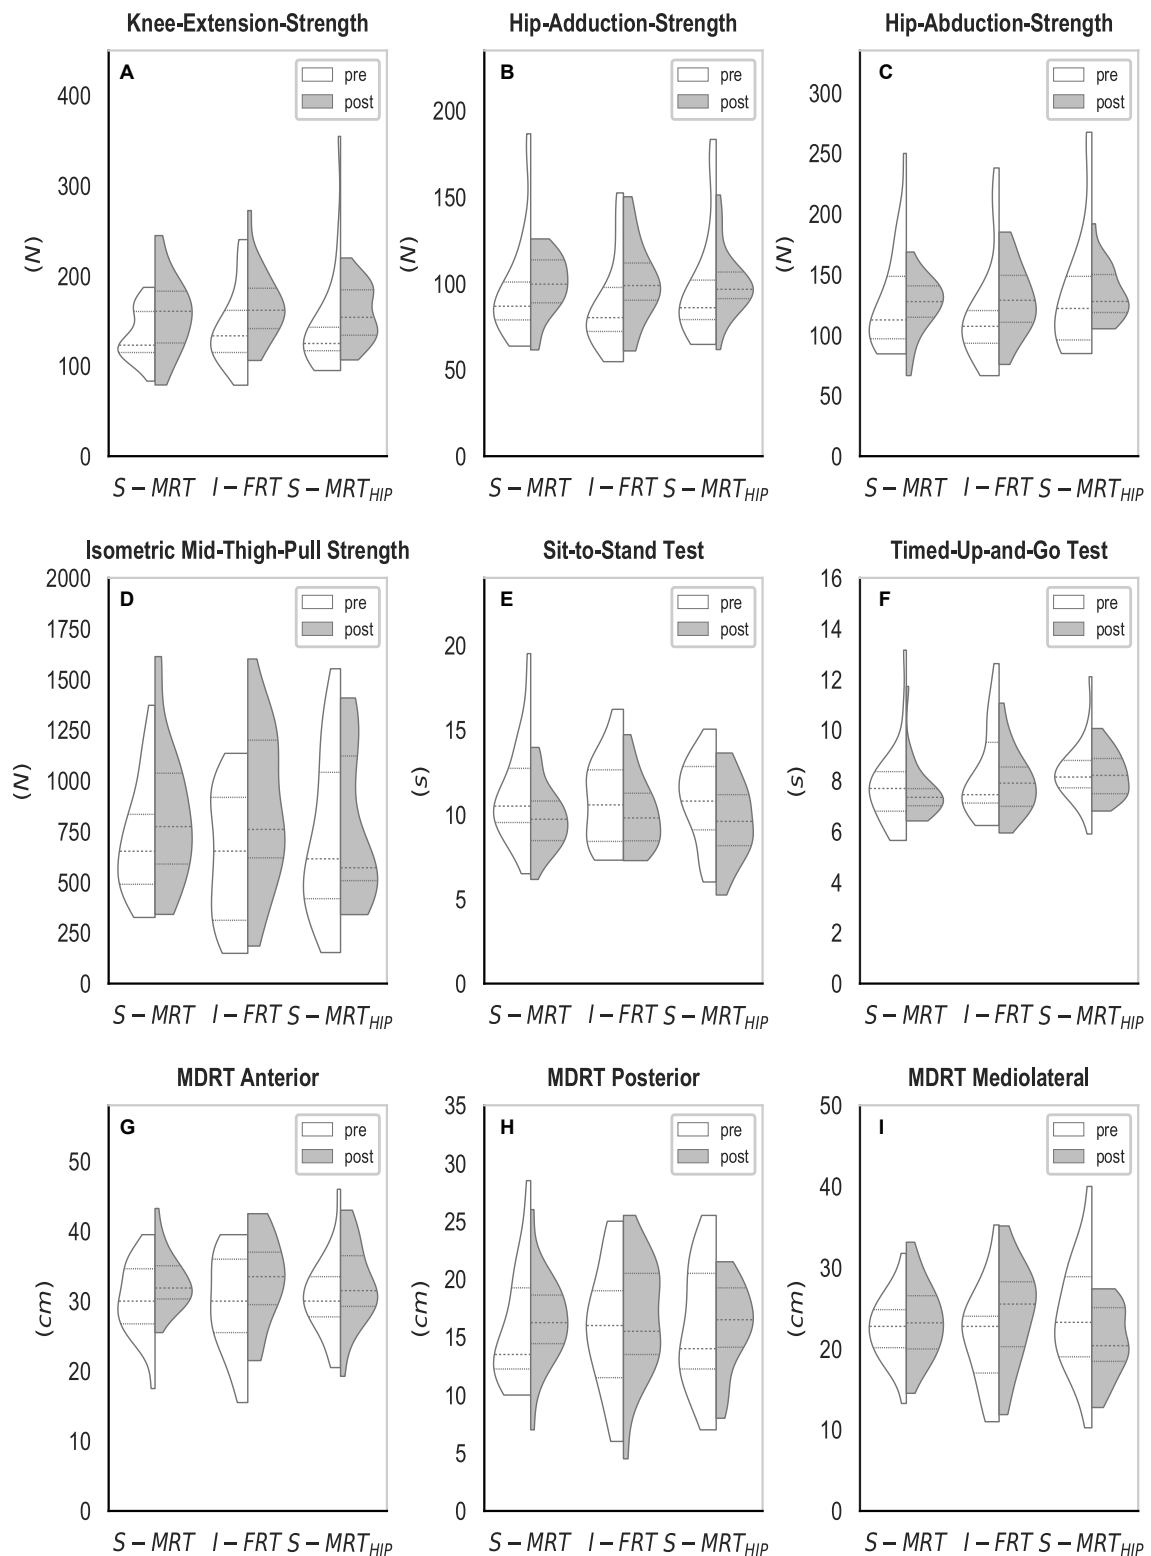 Knee-Extension-Strength
A
pre
post
400
300
200
100
0
(N)
S – MRT I – FRT S – MRT_HIP
Hip-Adduction-Strength
B
pre
post
200
150
100
50
0
(N)
S – MRT I – FRT S – MRT_HIP
Hip-Abduction-Strength
C
pre
post
300
250
200
150
100
50
0
(N)
S – MRT I – FRT S – MRT_HIP
Isometric Mid-Thigh-Pull Strength
D
pre
post
2000
1750
1500
1250
1000
750
500
250
0
(N)
S – MRT I – FRT S – MRT_HIP
Sit-to-Stand Test
E
pre
post
20
15
10
5
0
(s)
S – MRT I – FRT S – MRT_HIP
Timed-Up-and-Go Test
F
pre
post
16
14
12
10
8
6
4
2
0
(s)
S – MRT I – FRT S – MRT_HIP
MDRT Anterior
G
pre
post
50
40
30
20
10
0
(cm)
S – MRT I – FRT S – MRT_HIP
MDRT Posterior
H
pre
post
35
30
25
20
15
10
5
0
(cm)
S – MRT I – FRT S – MRT_HIP
MDRT Mediolateral
I
pre
post
50
40
30
20
10
0
(cm)
S – MRT I – FRT S – MRT_HIP